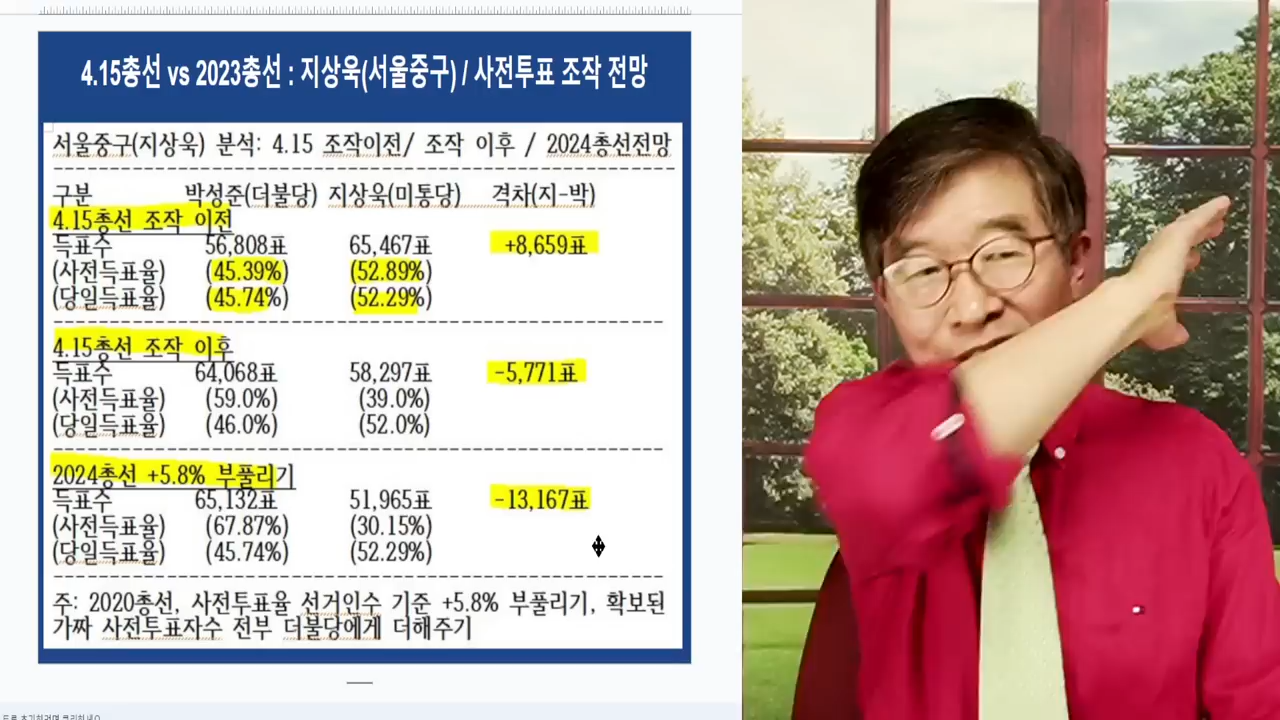 4.15총선 vs 2023총선 : 지상욱(서울중구) / 사전투표 조작 전망
서울중구(지상욱) 분석: 4.15 조작이전/ 조작 이후 / 2024총선전망
구분 박성준(더불당) 지상욱(미통당) 격차(지-박)
4.15총선 조작 이전
득표수 56,808표 65,467표 +8,659표
(사전득표율) (45.39%) (52.89%)
(당일득표율) (45.74%) (52.29%)
4.15총선 조작 이후
득표수 64,068표 58,297표 -5,771표
(사전득표율) (59.0%) (39.0%)
(당일득표율) (46.0%) (52.0%)
2024총선 +5.8% 부풀리기
득표수 65,132표 51,965표 -13,167표
(사전득표율) (67.87%) (30.15%)
(당일득표율) (45.74%) (52.29%)
주: 2020총선, 사전투표율 선거인수 기준 +5.8% 부풀리기, 확보된
가짜 사전투표자수 전부 더불당에게 더해주기